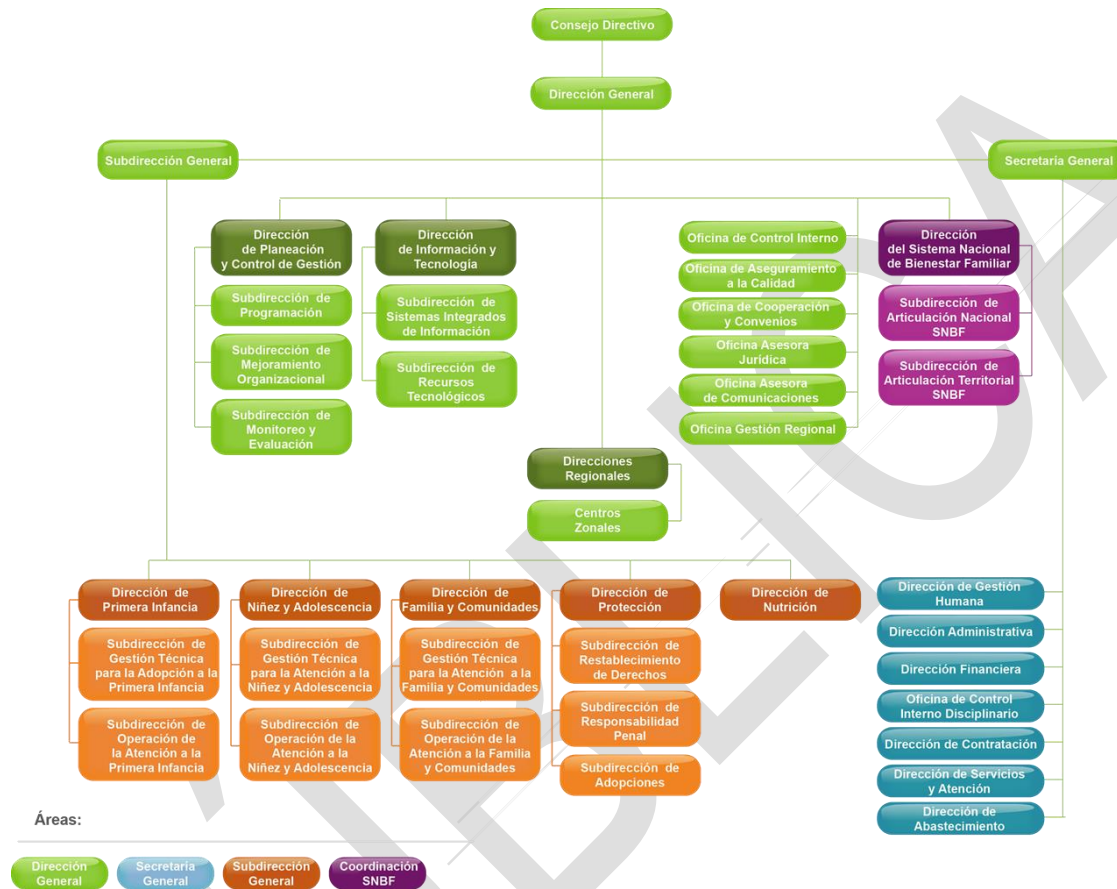 Consejo Directivo
Dirección General
Subdirección General
Secretaría General
Dirección
de Planeación
y Control de Gestión
Subdirección de
Programación
Subdirección de
Mejoramiento
Organizacional
Subdirección de
Monitoreo y
Evaluación
Dirección
de Información y
Tecnología
Subdirección de
Sistemas Integrados
de Información
Subdirección de
Recursos
Tecnológicos
Oficina de Control Interno
Oficina de Aseguramiento
a la Calidad
Oficina de Cooperación
y Convenios
Oficina Asesora
Jurídica
Oficina Asesora
de Comunicaciones
Oficina Gestión Regional
Dirección
del Sistema Nacional
de Bienestar Familiar
Subdirección de
Articulación Nacional
SNBF
Subdirección de
Articulación Territorial
SNBF
Direcciones
Regionales
Centros
Zonales
Dirección de
Primera Infancia
Subdirección de
Gestión Técnica
para la Adopción a la
Primera Infancia
Subdirección de
Operación de
la Atención a la
Primera Infancia
Dirección de
Niñez y Adolescencia
Subdirección de
Gestión Técnica
para la Atención a la
Niñez y Adolescencia
Subdirección de
Operación de la
Atención a la
Niñez y Adolescencia
Dirección de
Familia y Comunidades
Subdirección de
Gestión Técnica
para la Atención a la
Familia y Comunidades
Subdirección de
Operación de la
Atención a la Familia
y Comunidades
Dirección de
Protección
Subdirección de
Restablecimiento
de Derechos
Subdirección de
Responsabilidad
Penal
Subdirección de
Adopciones
Dirección de
Nutrición
Dirección de Gestión
Humana
Dirección Administrativa
Dirección Financiera
Oficina de Control
Interno Disciplinario
Dirección de Contratación
Dirección de Servicios
y Atención
Dirección de
Abastecimiento
Áreas:
Dirección
General
Secretaria
General
Subdirección
General
Coordinación
SNBF